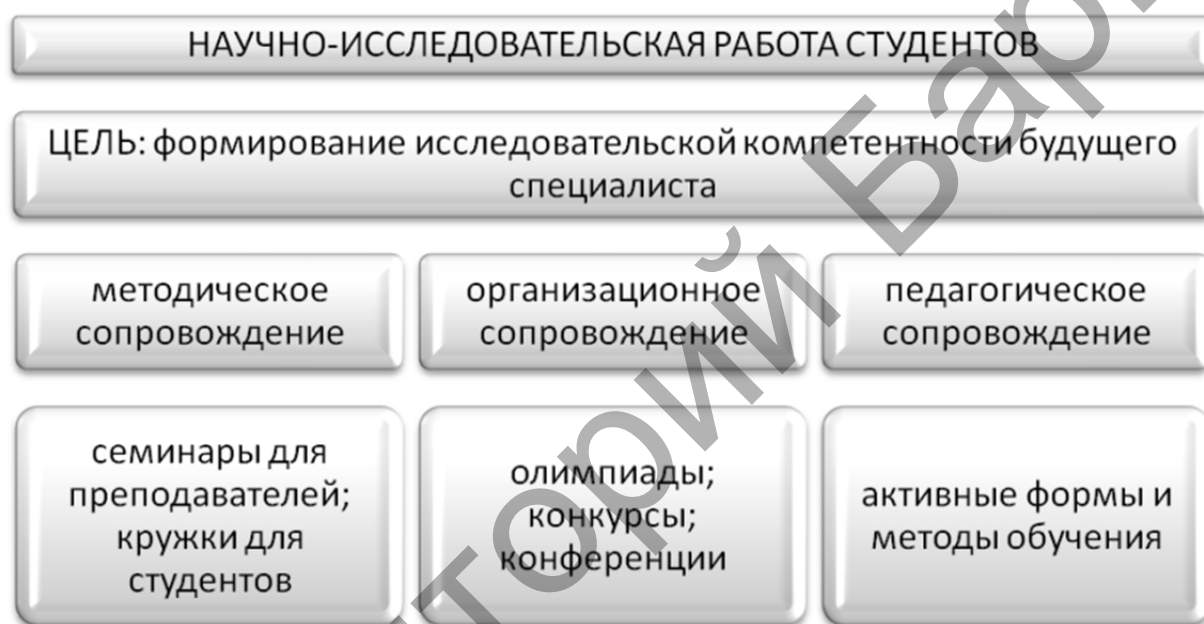 НАУЧНО-ИССЛЕДОВАТЕЛЬСКАЯ РАБОТА СТУДЕНТОВ
ЦЕЛЬ: формирование исследовательской компетентности будущего
специалиста
методическое
сопровождение
организационное
сопровождение
педагогическое
сопровождение
семинары для
преподавателей;
кружки для
студентов
олимпиады;
конкурсы;
конференции
активные формы и
методы обучения